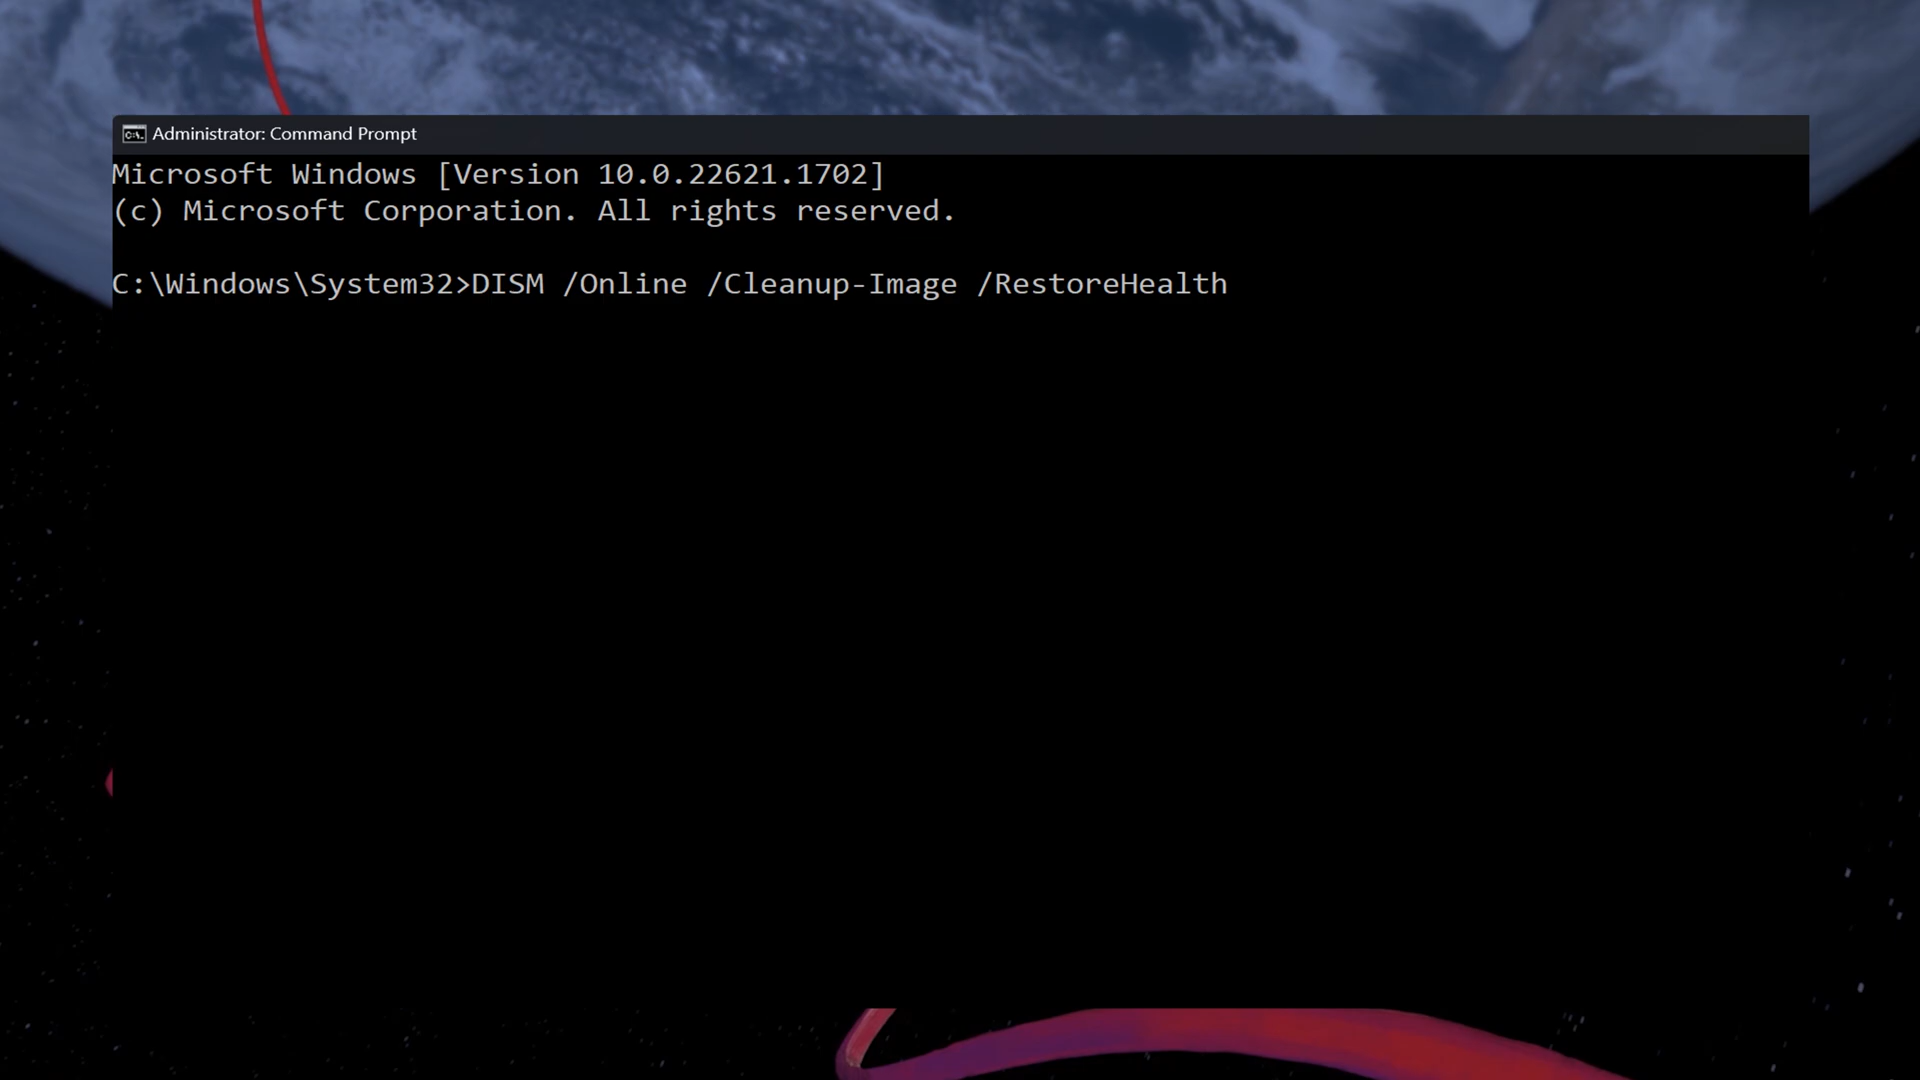 Administrator: Command Prompt
Microsoft Windows [Version 10.0.22621.1702]
(c) Microsoft Corporation. All rights reserved.
C:\Windows\System32>DISM /Online /Cleanup-Image /RestoreHealth